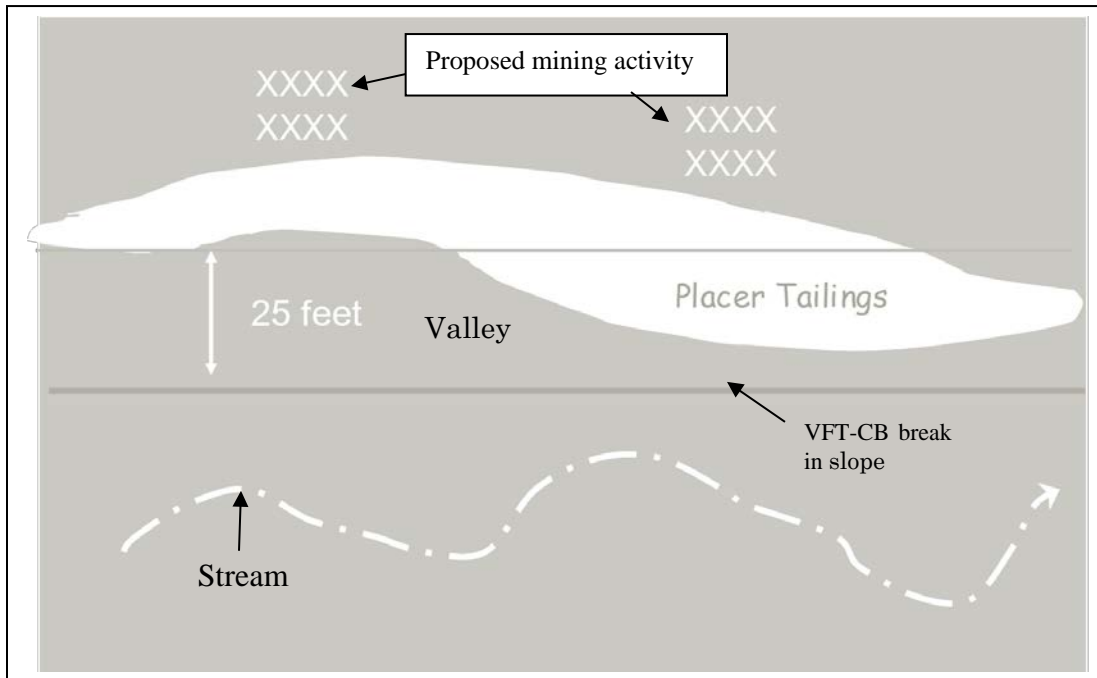 Proposed mining activity
XXXX
XXXX
XXXX
XXXX
25 feet
Valley
Placer Tailings
VFT-CB break
in slope
Stream